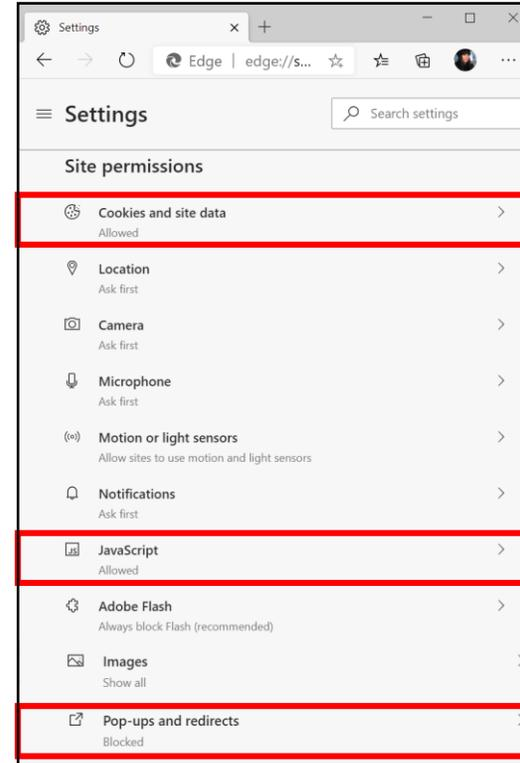 Settings
Edge | edge://s...
Settings
Search settings
Site permissions
Cookies and site data
Allowed
Location
Ask first
Camera
Ask first
Microphone
Ask first
Motion or light sensors
Allow sites to use motion and light sensors
Notifications
Ask first
JS
JavaScript
Allowed
Adobe Flash
Always block Flash (recommended)
Images
Show all
Pop-ups and redirects
Blocked